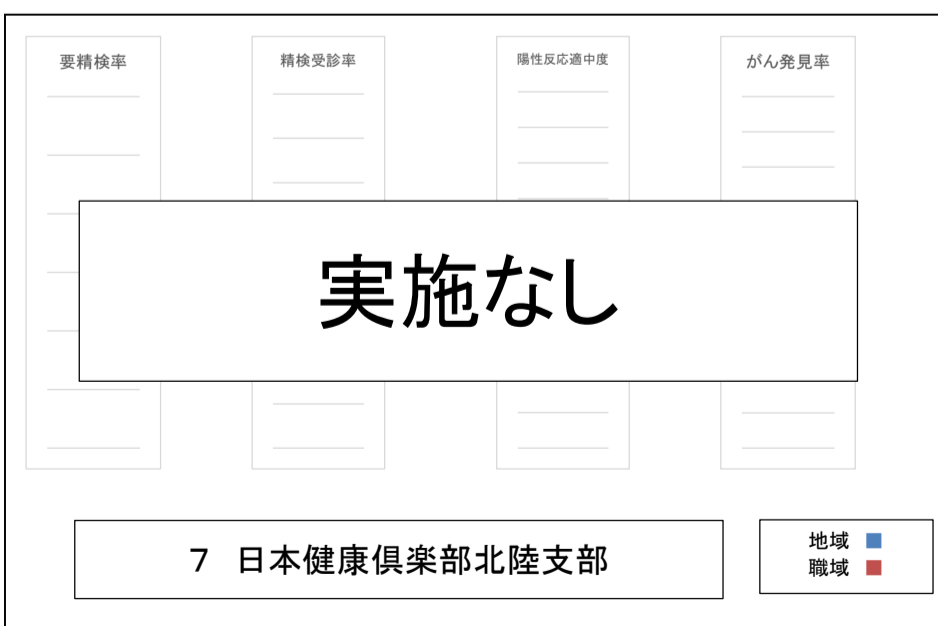 要精検率
精検受診率
陽性反応適中度
がん発見率
実施なし
7 日本健康倶楽部北陸支部
地域
職域